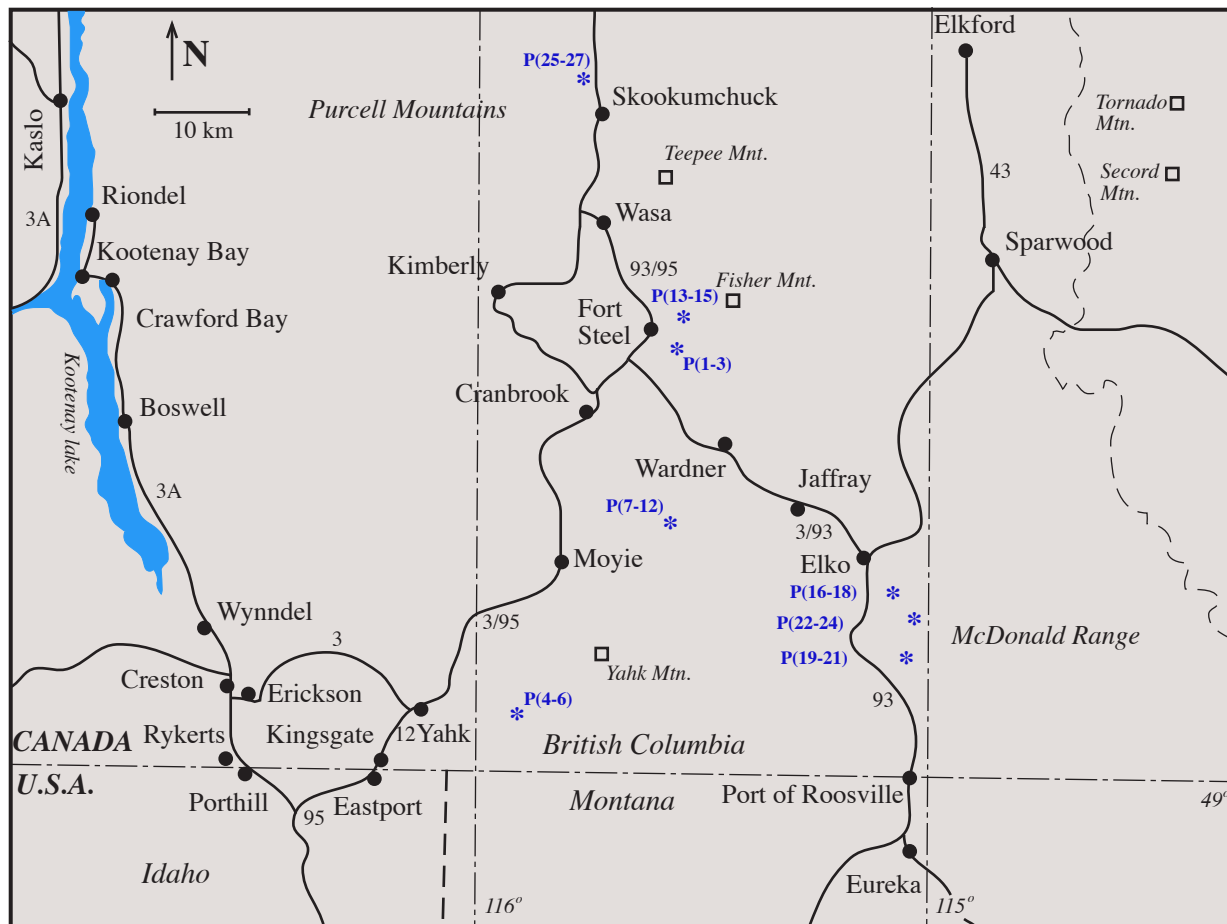 Elkford
N
P(25-27)
Skookumchuck
Purcell Mountains
10 km
Kaslo
Tornado
Mtn.
Teepee Mnt.
43
Secord
Mtn.
Riondel
3A
Wasa
Sparwood
Kootenay Bay
Kimberly
93/95
Fisher Mnt.
P(13-15)
Fort
Steel
Crawford Bay
P(1-3)
Kootenay lake
Cranbrook
Boswell
Wardner
Jaffray
3A
P(7-12)
3/93
Moyie
Elko
P(16-18)
Wynndel
3/95
P(22-24)
McDonald Range
3
P(19-21)
Yahk Mtn.
Creston
Erickson
P(4-6)
93
Rykerts
Kingsgate
12
Yahk
CANADA
British Columbia
U.S.A.
Porthill
Eastport
Montana
Port of Roosville
49o
95
Idaho
Eureka
116o
115o